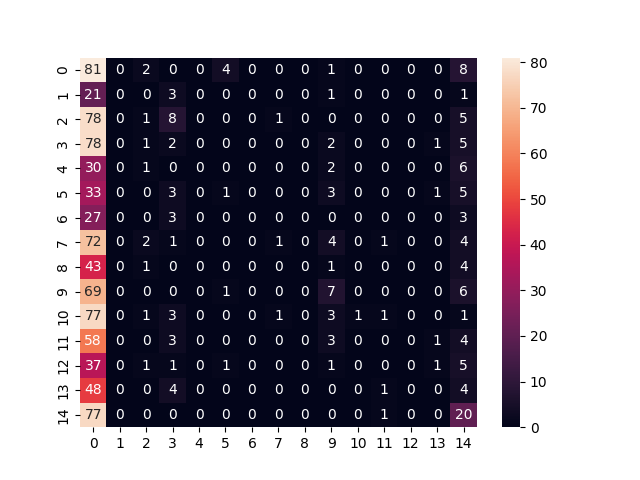 0 81 0 2 0 0 4 0 0 0 1 0 0 0 0 8
1 21 0 0 3 0 0 0 0 0 1 0 0 0 0 1
2 78 0 1 8 0 0 0 1 0 0 0 0 0 0 5
3 78 0 1 2 0 0 0 0 0 2 0 0 0 1 5
4 30 0 1 0 0 0 0 0 0 2 0 0 0 0 6
5 33 0 0 3 0 1 0 0 0 3 0 0 0 1 5
6 27 0 0 3 0 0 0 0 0 0 0 0 0 0 3
7 72 0 2 1 0 0 0 1 0 4 0 1 0 0 4
8 43 0 1 0 0 0 0 0 0 1 0 0 0 0 4
9 69 0 0 0 0 1 0 0 0 7 0 0 0 0 6
10 77 0 1 3 0 0 0 1 0 3 1 1 0 0 1
11 58 0 0 3 0 0 0 0 0 3 0 0 0 1 4
12 37 0 1 1 0 1 0 0 0 1 0 0 0 1 5
13 48 0 0 4 0 0 0 0 0 0 0 1 0 0 4
14 77 0 0 0 0 0 0 0 0 0 0 1 0 0 20
0 1 2 3 4 5 6 7 8 9 10 11 12 13 14
80
70
60
50
40
30
20
10
0